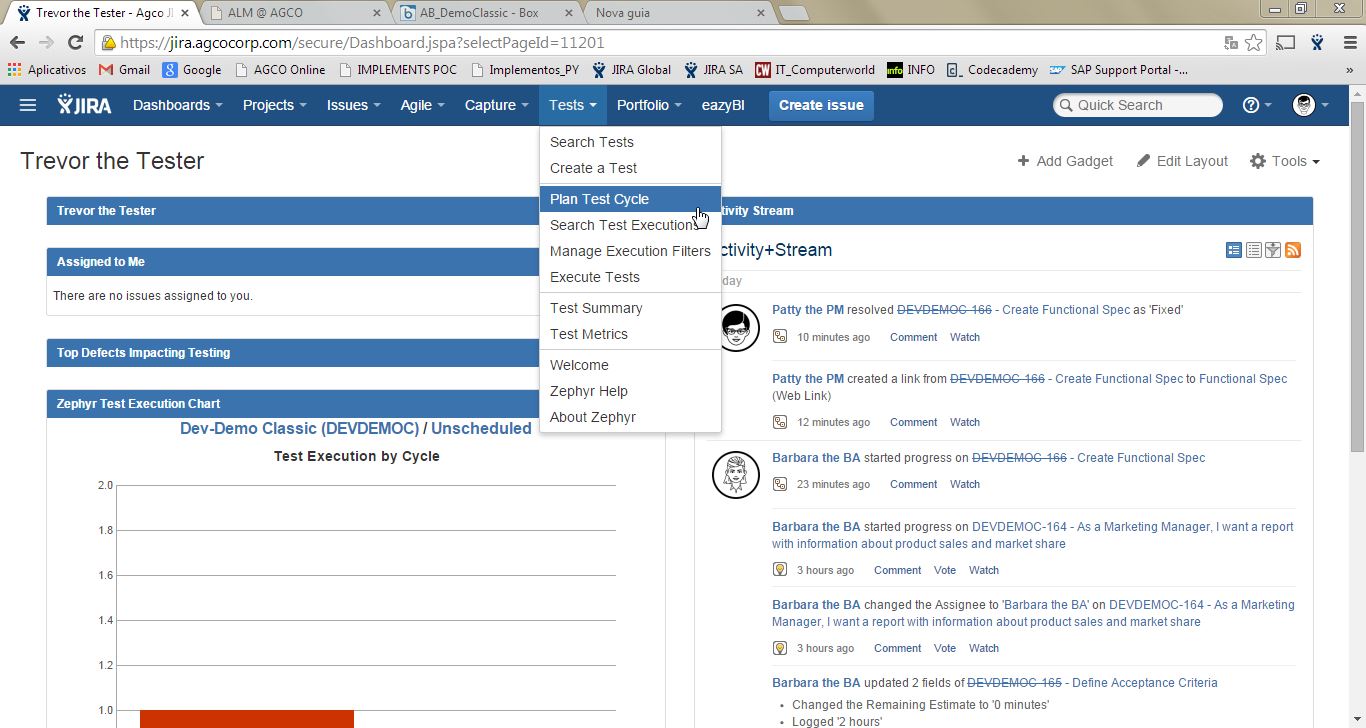 Trevor the Tester - Agco J
ALM @ AGCO
AB_DemoClassic - Box
Nova guia
https://jira.agcocorp.com/secure/Dashboard.jspa?selectPageId=11201
Aplicativos
Gmail
Google
AGCO Online
IMPLEMENTS POC
Implementos_PY
JIRA Global
JIRA SA
CW IT_Computerworld
info INFO
Codecademy
SAP Support Portal -...
»
JIRA
Dashboards
Projects
Issues
Agile
Capture
Tests
Portfolio
eazyBI
Create issue
Quick Search
Trevor the Tester
Add Gadget
Edit Layout
Tools
Search Tests
Create a Test
Plan Test Cycle
Search Test Execution
Manage Execution Filters
Execute Tests
Test Summary
Test Metrics
Welcome
Zephyr Help
About Zephyr
Trevor the Tester
Assigned to Me
There are no issues assigned to you.
Top Defects Impacting Testing
Zephyr Test Execution Chart
Dev-Demo Classic (DEVDEMOC) / Unscheduled
Test Execution by Cycle
2.0
1.8
1.6
1.4
1.2
1.0
tivity Stream
ctivity+Stream
day
Patty the PM resolved DEVDEMOC-166 - Create Functional Spec as 'Fixed'
10 minutes ago Comment Watch
Patty the PM created a link from DEVDEMOC-166 - Create Functional Spec to Functional Spec
(Web Link)
12 minutes ago Comment Watch
Barbara the BA started progress on DEVDEMOC-166 - Create Functional Spec
23 minutes ago Comment Watch
Barbara the BA started progress on DEVDEMOC-164 - As a Marketing Manager, I want a report
with information about product sales and market share
3 hours ago Comment Vote Watch
Barbara the BA changed the Assignee to 'Barbara the BA' on DEVDEMOC-164 - As a Marketing
Manager, I want a report with information about product sales and market share
3 hours ago Comment Vote Watch
Barbara the BA updated 2 fields of DEVDEMOC-165 - Define Acceptance Criteria
• Changed the Remaining Estimate to '0 minutes'
• Logged '2 hours'